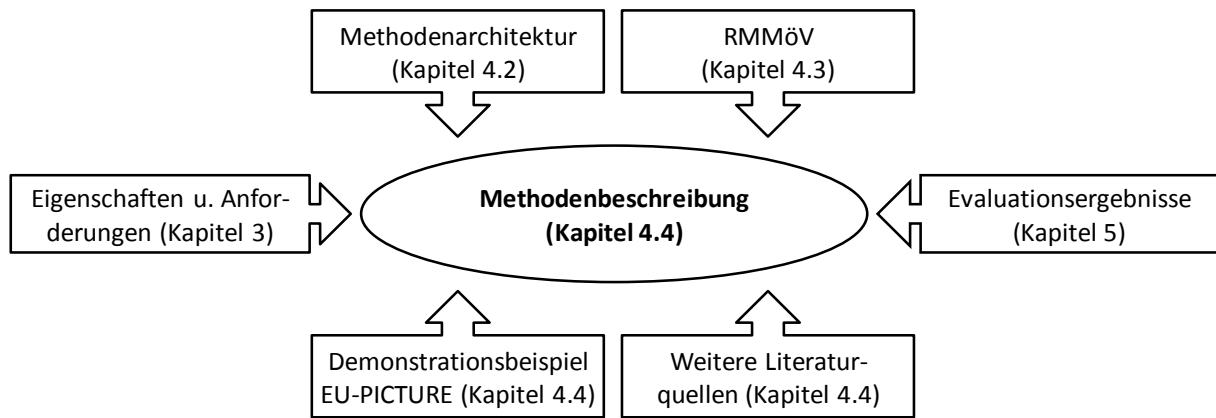 Methodenarchitektur
(Kapitel 4.2)
RMMöV
(Kapitel 4.3)
Eigenschaften u. Anfor-
derungen (Kapitel 3)
Methodenbeschreibung
(Kapitel 4.4)
Evaluationsergebnisse
(Kapitel 5)
Demonstrationsbeispiel
EU-PICTURE (Kapitel 4.4)
Weitere Literatur-
quellen (Kapitel 4.4)